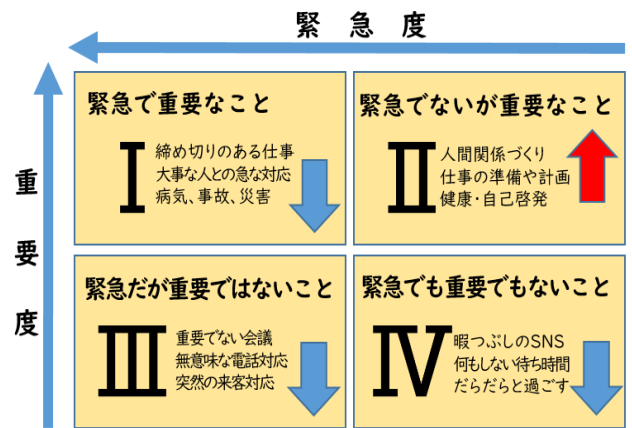 緊急度
重要度
緊急で重要なこと
Ⅰ
締め切りのある仕事
大事な人との急な対応
病気、事故、災害
緊急でないが重要なこと
Ⅱ
人間関係づくり
仕事の準備や計画
健康・自己啓発
緊急だが重要ではないこと
Ⅲ
重要でない会議
無意味な電話対応
突然の来客対応
緊急でも重要でもないこと
Ⅳ
暇つぶしのSNS
何もしない待ち時間
だらだらと過ごす